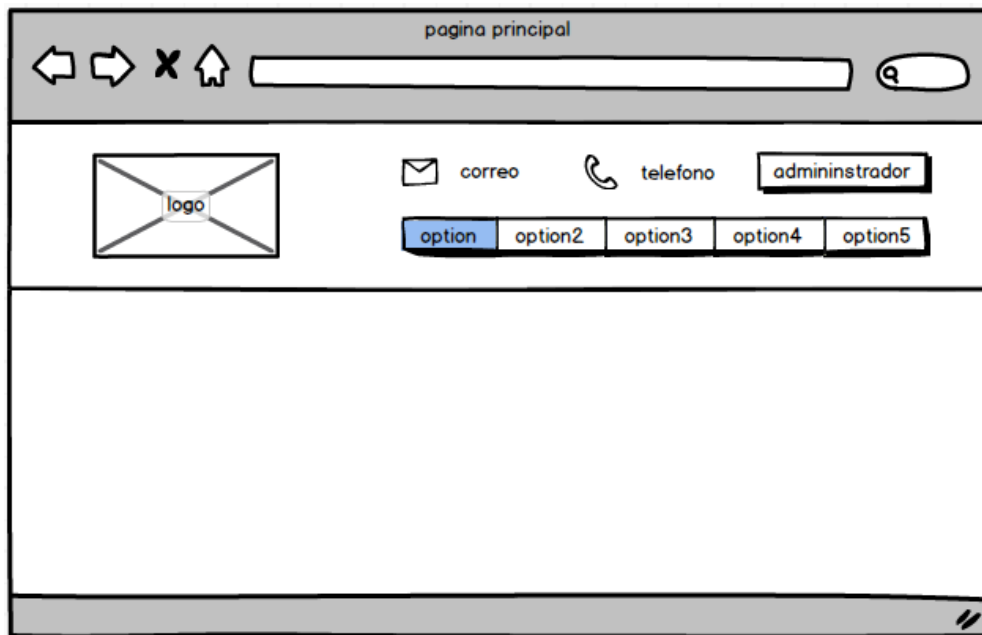 pagina principal
logo
correo
telefono
admininstrador
option
option2
option3
option4
option5